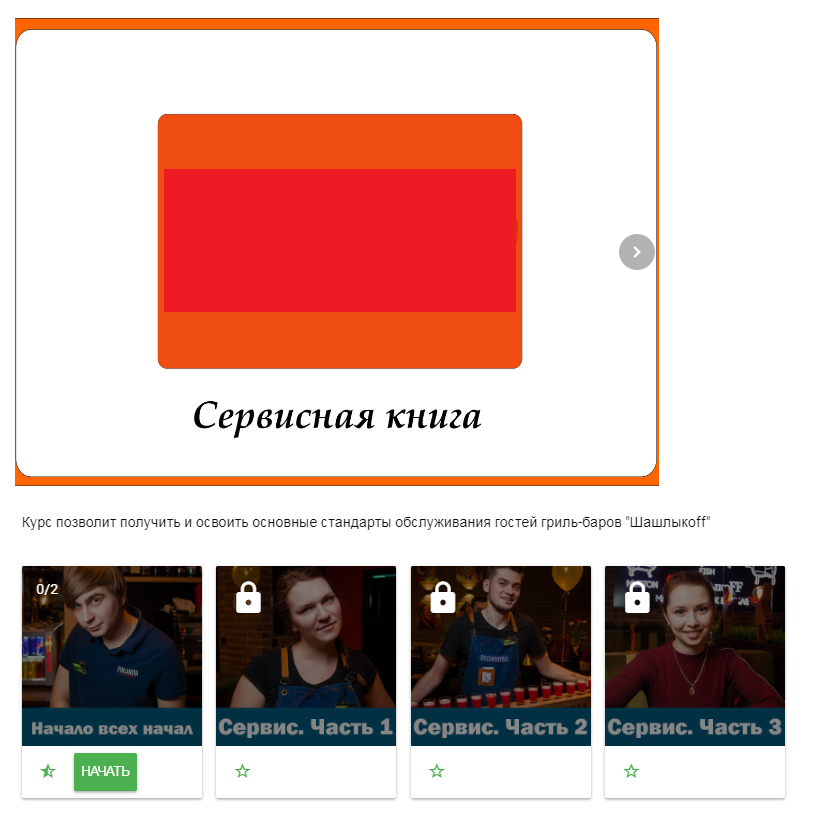 Сервисная книга
Курс позволит получить и освоить основные стандарты обслуживания гостей гриль-баров "Шашлыкоff"
0/2
Начало всех начал
Сервис. Часть 1
Сервис. Часть 2
Сервис. Часть 3
НАЧАТЬ